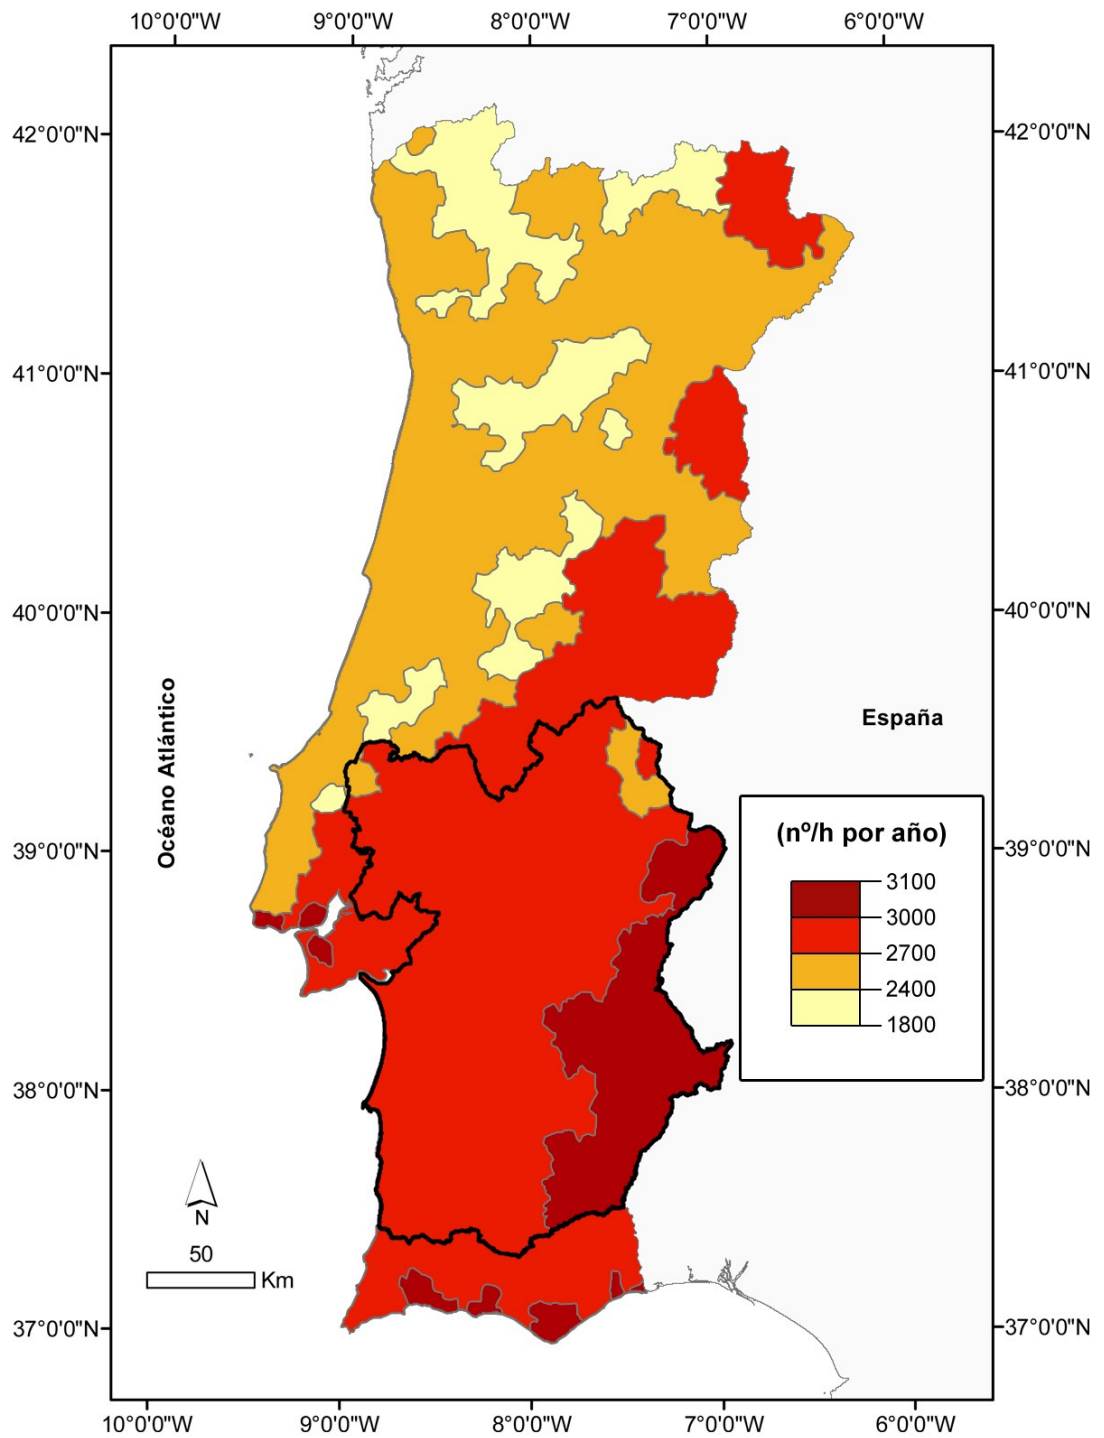 10°0'0"W 9°0'0"W 8°0'0"W 7°0'0"W 6°0'0"W
42°0'0"N 42°0'0"N
41°0'0"N 41°0'0"N
40°0'0"N 40°0'0"N
Océano Atlántico
España
(nº/h por año)
39°0'0"N 39°0'0"N
3100
3000
2700
2400
1800
38°0'0"N 38°0'0"N
N
50
Km
37°0'0"N 37°0'0"N
10°0'0"W 9°0'0"W 8°0'0"W 7°0'0"W 6°0'0"W